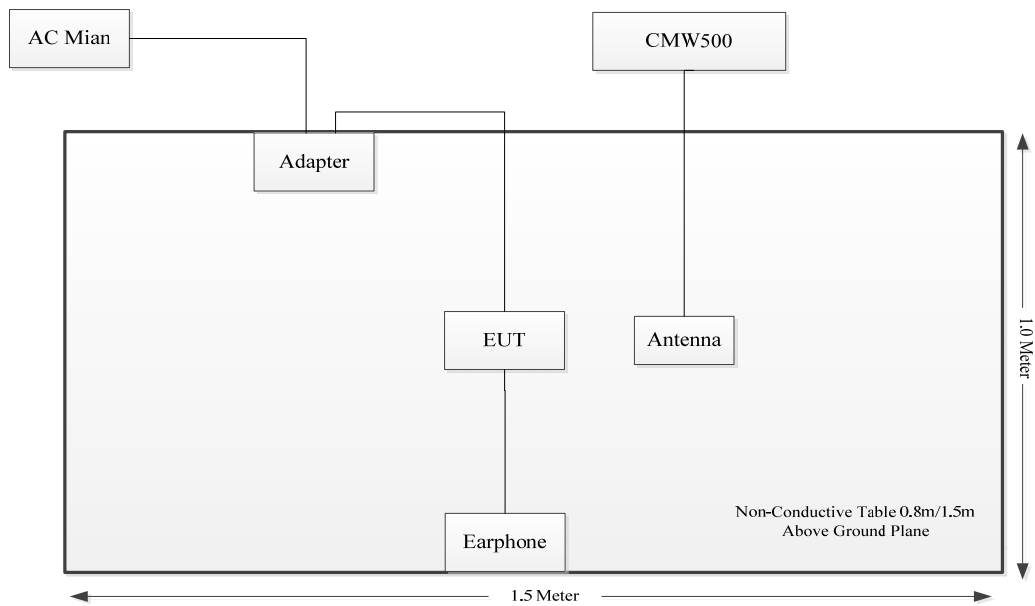 AC Mian
CMW500
Adapter
EUT
Antenna
1.0 Meter
Non-Conductive Table 0.8m/1.5m
Above Ground Plane
Earphone
1.5 Meter